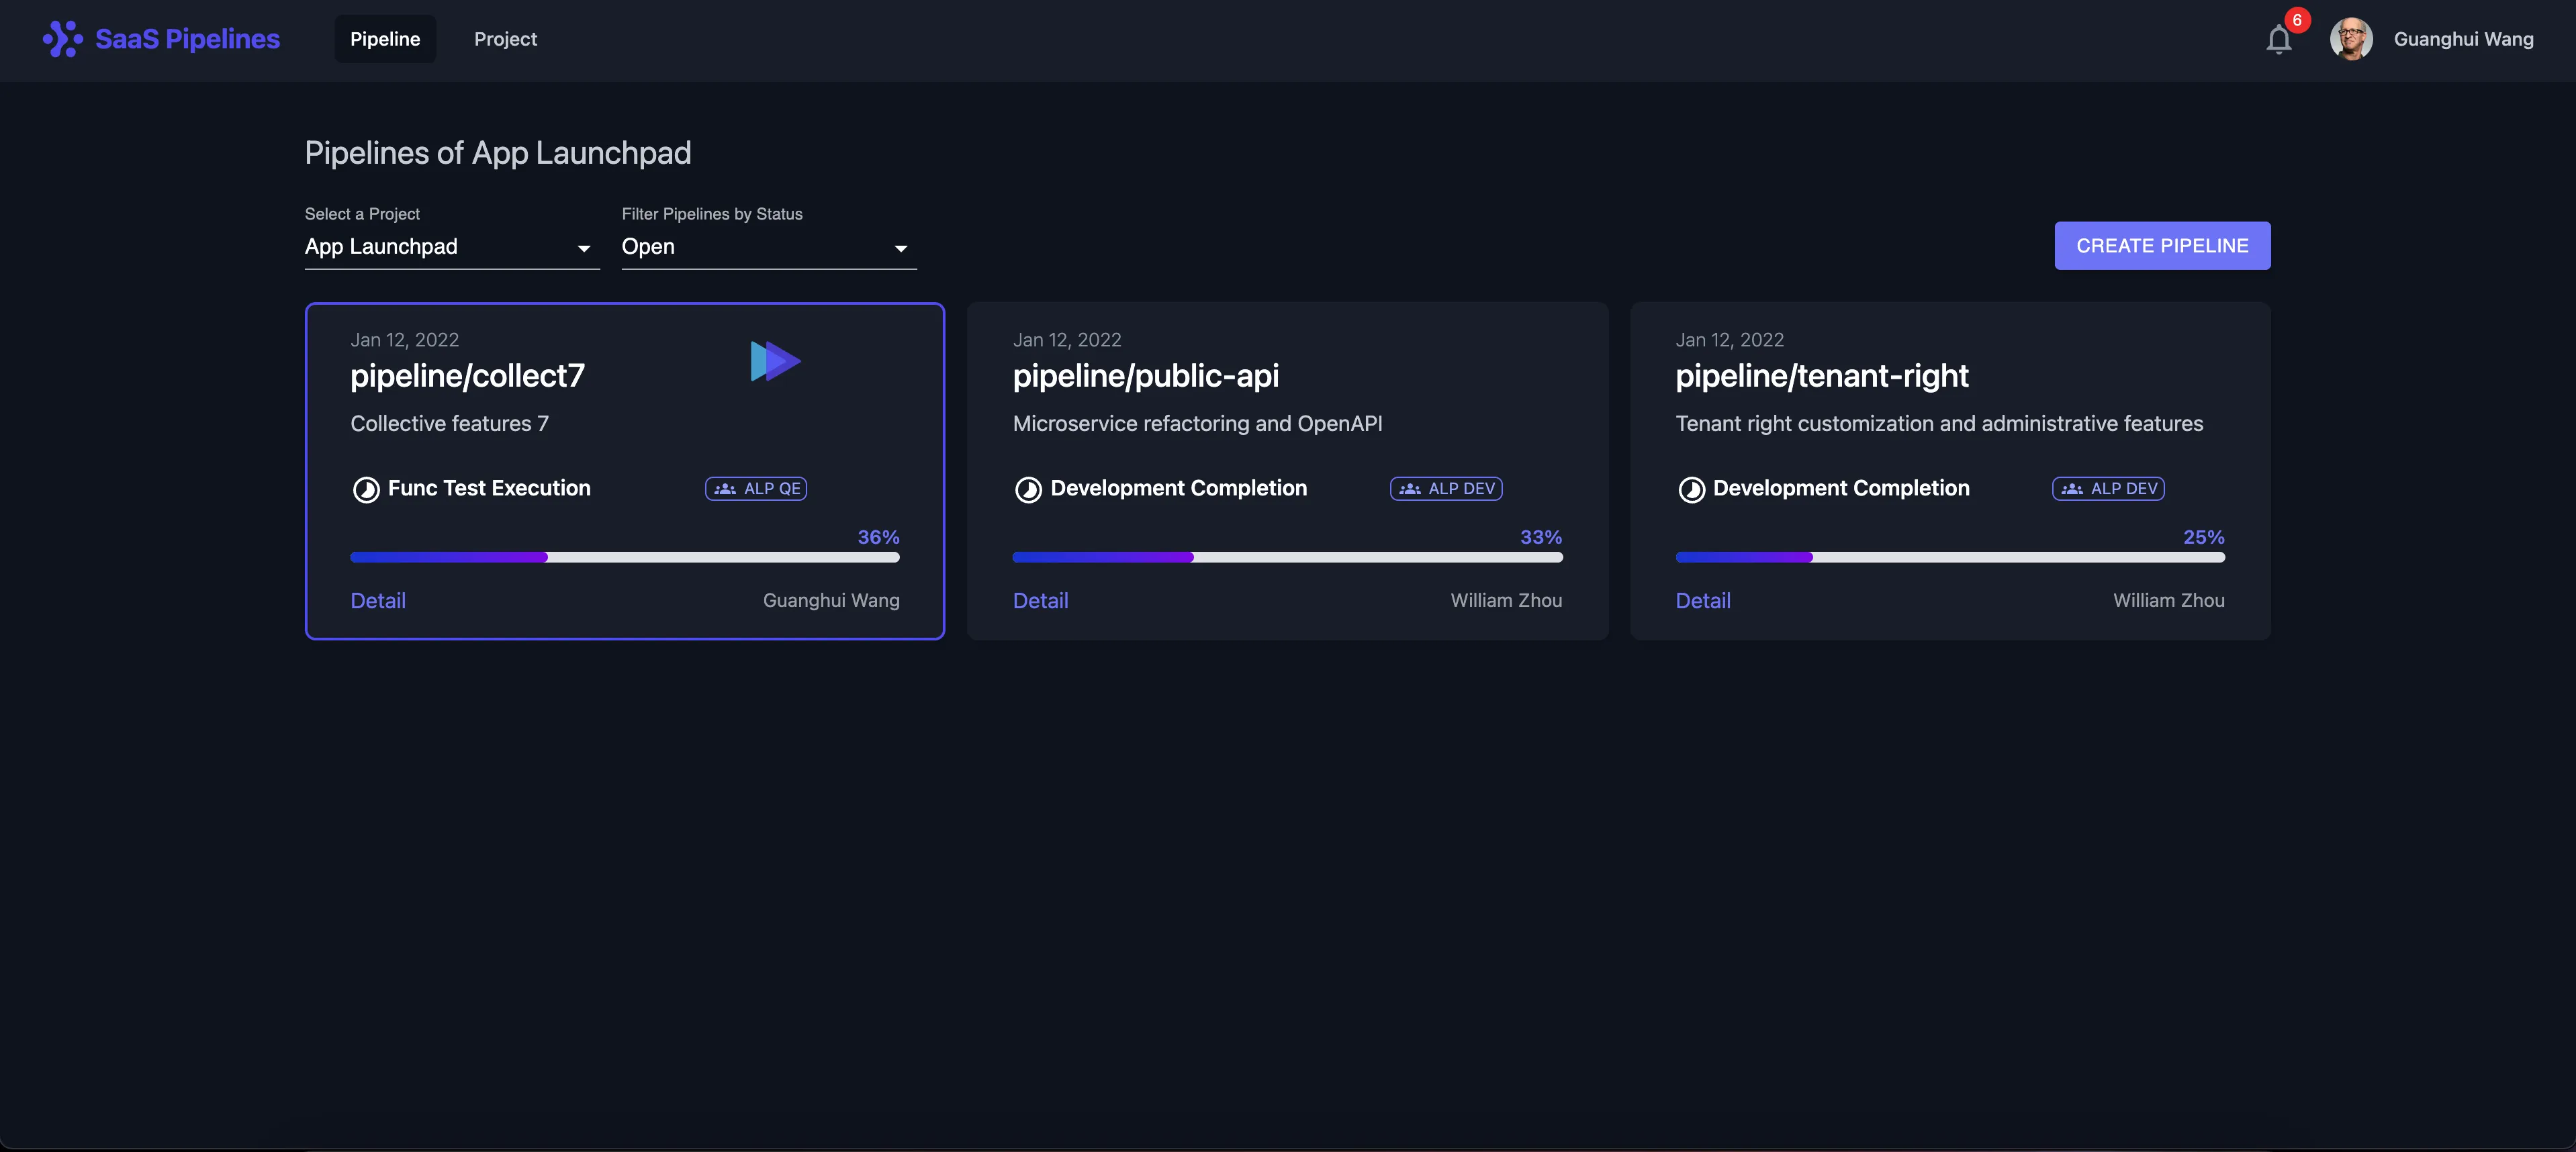 SaaS Pipelines
Pipeline
Project
6
Guanghui Wang
Pipelines of App Launchpad
Select a Project
App Launchpad
Filter Pipelines by Status
Open
CREATE PIPELINE
Jan 12, 2022
pipeline/collect7
Collective features 7
Func Test Execution
ALP QE
36%
Detail
Guanghui Wang
Jan 12, 2022
pipeline/public-api
Microservice refactoring and OpenAPI
Development Completion
ALP DEV
33%
Detail
William Zhou
Jan 12, 2022
pipeline/tenant-right
Tenant right customization and administrative features
Development Completion
ALP DEV
25%
Detail
William Zhou